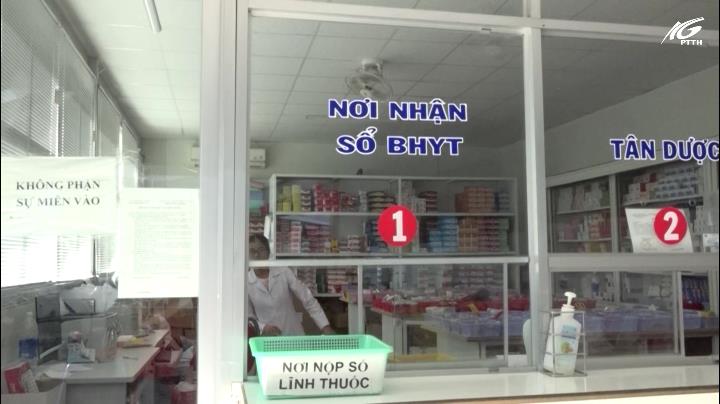 KG
PTTH
NƠI NHẬN
SỔ BHYT
TÂN DƯỢC
KHÔNG PHẬN
SỰ MIỄN VÀO
1
2
NƠI NỘP SỔ
LĨNH THUỐC